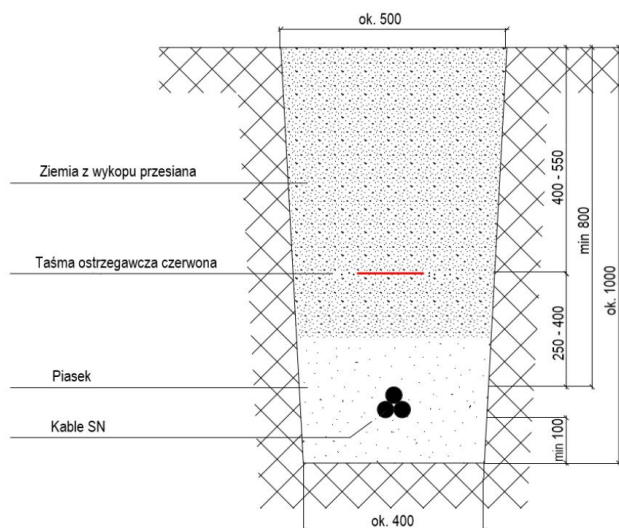 ok. 500
Ziemia z wykopu przesiana
Taśma ostrzegawcza czerwona
Piasek
Kable SN
400 - 550
250 - 400
min 100
min 800
ok. 1000
ok. 400